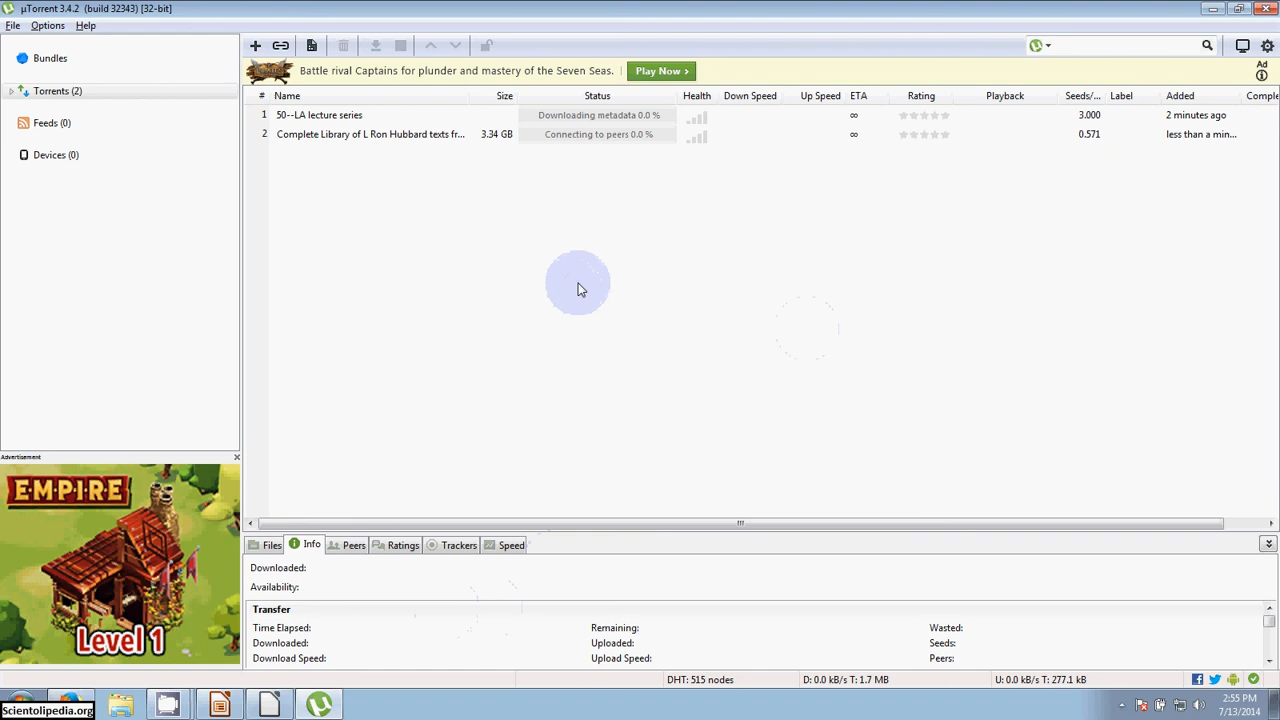 µTorrent 3.4.2 (build 32343) [32-bit]
File Options Help
Bundles
Torrents (2)
Feeds (0)
Devices (0)
Battle rival Captains for plunder and mastery of the Seven Seas. Play Now >
Ad
# Name Size Status Health Down Speed Up Speed ETA Rating Playback Seeds/... Label Added Comple
1 50--LA lecture series Downloading metadata 0.0 % ∞ 3.000 2 minutes ago
2 Complete Library of L Ron Hubbard texts fr... 3.34 GB Connecting to peers 0.0 % ∞ 0.571 less than a min...
Advertisement
EMPIRE
Level 1
Files Info Peers Ratings Trackers Speed
Downloaded:
Availability:
Transfer
Time Elapsed: Remaining: Wasted:
Downloaded: Uploaded: Seeds:
Download Speed: Upload Speed: Peers:
DHT: 515 nodes D: 0.0 kB/s T: 1.7 MB U: 0.0 kB/s T: 277.1 kB
Scientolipedia.org
2:55 PM
7/13/2014